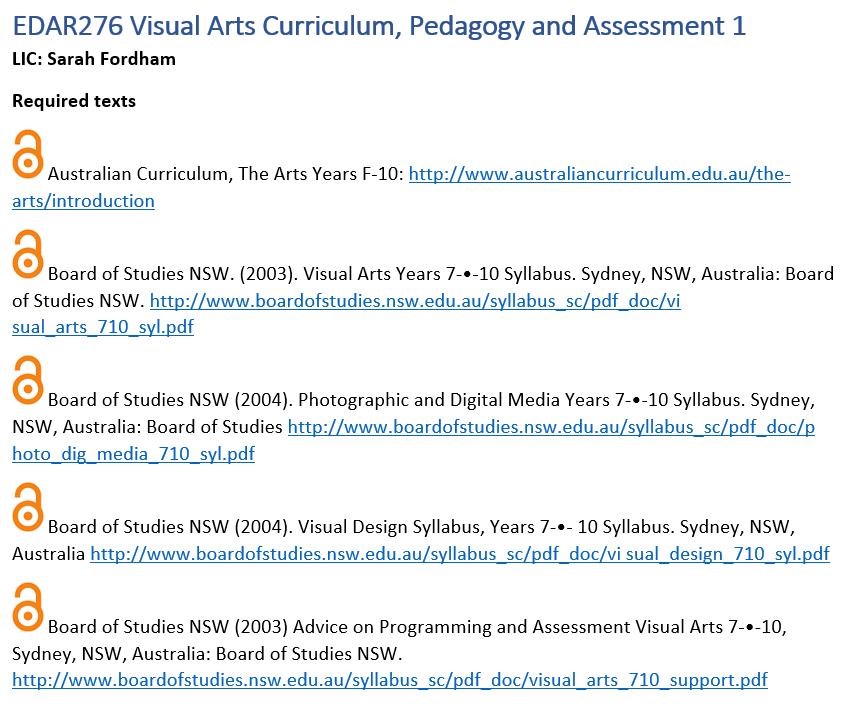 EDAR276 Visual Arts Curriculum, Pedagogy and Assessment 1
LIC: Sarah Fordham
Required texts
Australian Curriculum, The Arts Years F-10: http://www.australiancurriculum.edu.au/the-
arts/introduction
Board of Studies NSW. (2003). Visual Arts Years 7-•-10 Syllabus. Sydney, NSW, Australia: Board
of Studies NSW. http://www.boardofstudies.nsw.edu.au/syllabus_sc/pdf_doc/vi
sual_arts_710_syl.pdf
Board of Studies NSW (2004). Photographic and Digital Media Years 7-•-10 Syllabus. Sydney,
NSW, Australia: Board of Studies http://www.boardofstudies.nsw.edu.au/syllabus_sc/pdf_doc/p
hoto_dig_media_710_syl.pdf
Board of Studies NSW (2004). Visual Design Syllabus, Years 7-•- 10 Syllabus. Sydney, NSW,
Australia http://www.boardofstudies.nsw.edu.au/syllabus_sc/pdf_doc/vi sual_design_710_syl.pdf
Board of Studies NSW (2003) Advice on Programming and Assessment Visual Arts 7-•-10,
Sydney, NSW, Australia: Board of Studies NSW.
http://www.boardofstudies.nsw.edu.au/syllabus_sc/pdf_doc/visual_arts_710_support.pdf